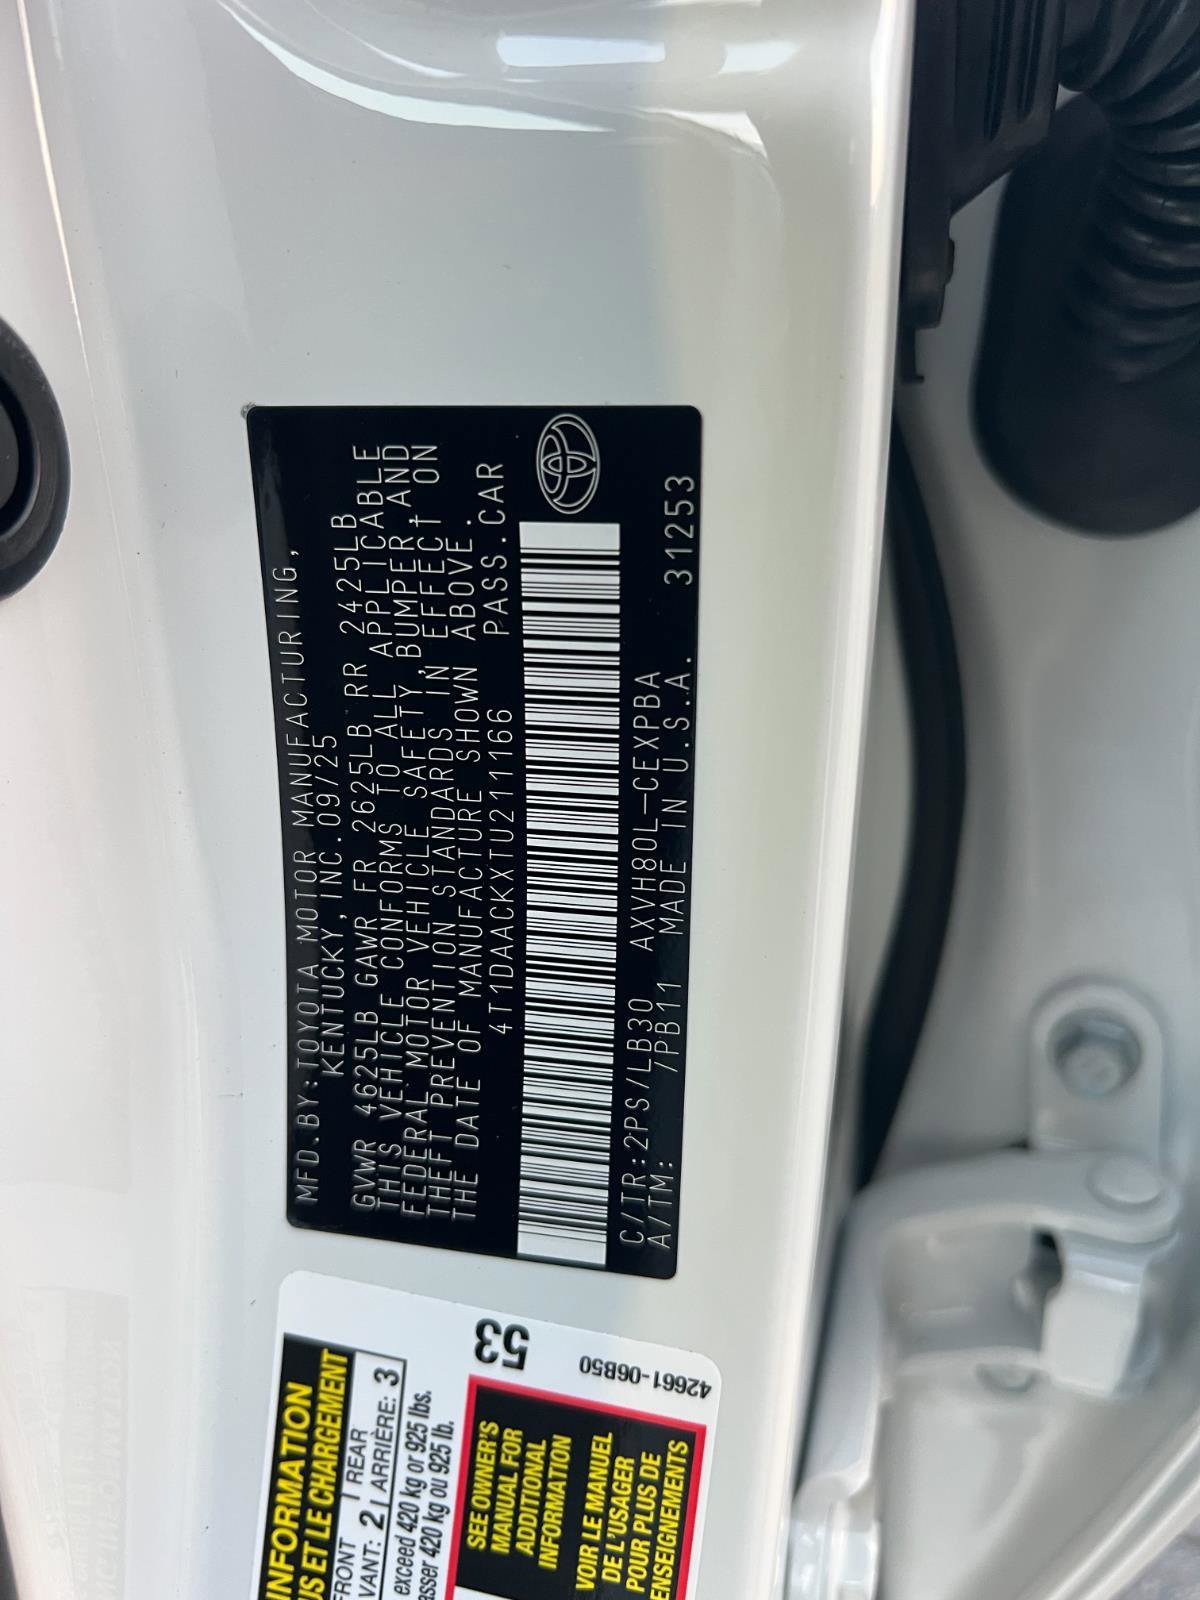 MFD.BY:TOYOTA MOTOR MANUFACTURING,
KENTUCKY, INC. 09/25
GVWR 4625LB GAWR FR 2625LB RR 2425LB
THIS VEHICLE CONFORMS TO ALL APPLICABLE
FEDERAL MOTOR VEHICLE SAFETY, BUMPER, AND
THEFT PREVENTION STANDARDS IN EFFECT ON
THE DATE OF MANUFACTURE SHOWN ABOVE.
4T1DAACKXTU211166 PASS.CAR
C/TR:2PS/LB30 AXVH80L-CEXPBA
A/TM: /PB11 MADE IN U.S.A. 31253
INFORMATION
ET LE CHARGEMENT
FRONT REAR
VANT: 2 ARRIÈRE: 3
exceed 420 kg or 925 lbs.
420 kg ou 925 lb.
53
42661-06B50
SEE OWNER'S
MANUAL FOR
ADDITIONAL
INFORMATION
VOIR LE MANUEL
DE L'USAGER
POUR PLUS DE
ENSEIGNEMENTS